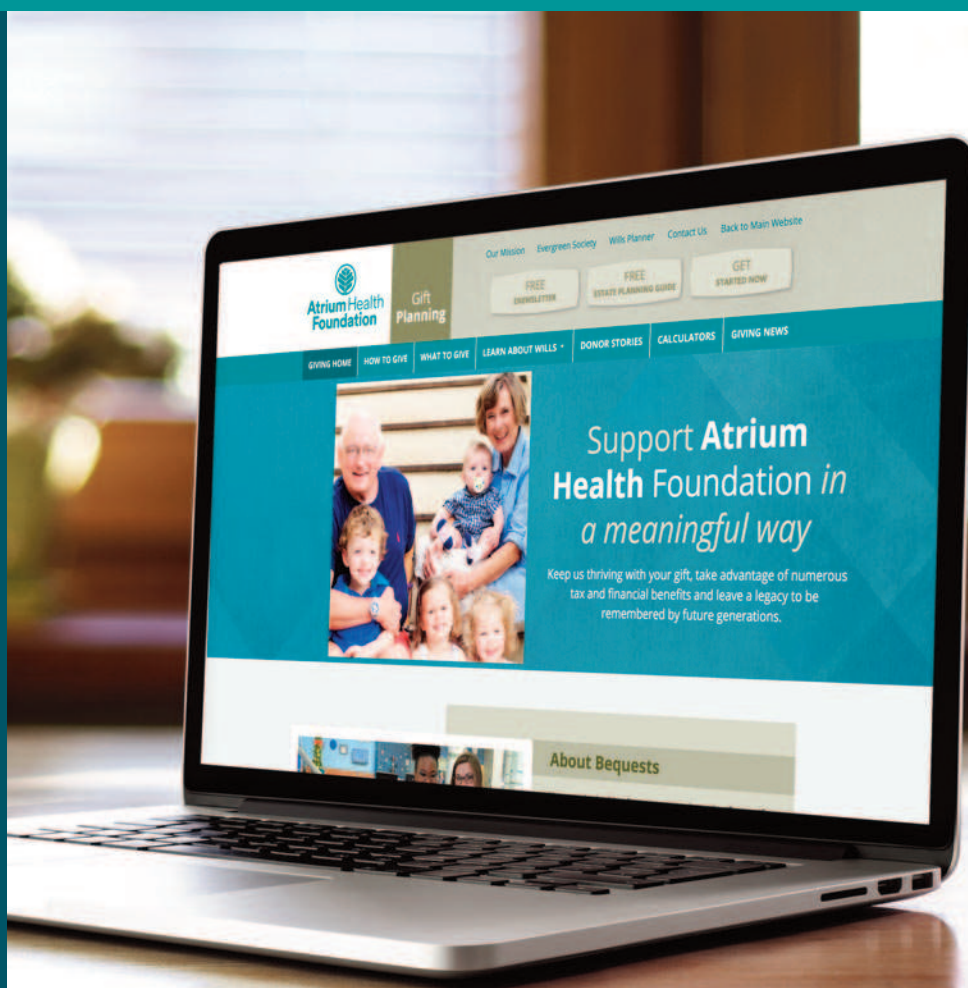 Our Mission Evergreen Society Wills Planner Contact Us Back to Main Website
Atrium Health
Foundation
Gift
Planning
FREE
ENEWSLETTER
FREE
ESTATE PLANNING GUIDE
GET
STARTED NOW
GIVING HOME HOW TO GIVE WHAT TO GIVE LEARN ABOUT WILLS DONOR STORIES CALCULATORS GIVING NEWS
Support Atrium
Health Foundation in
a meaningful way
Keep us thriving with your gift, take advantage of numerous
tax and financial benefits and leave a legacy to be
remembered by future generations.
About Bequests